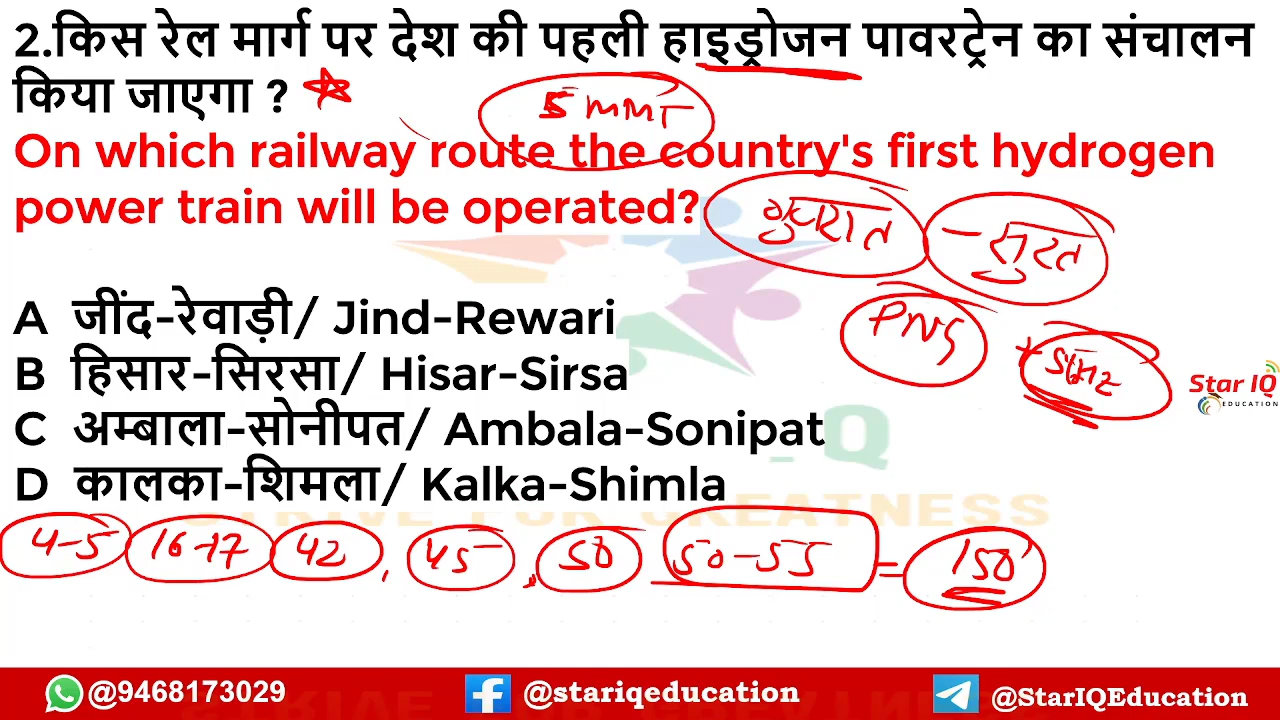 2.किस रेल मार्ग पर देश की पहली हाइड्रोजन पावरट्रेन का संचालन
किया जाएगा ?
5 MMT
On which railway route the country's first hydrogen
power train will be operated?
गुजरात - सुरत
A जींद-रेवाड़ी/ Jind-Rewari
PNG
B हिसार-सिरसा/ Hisar-Sirsa
Star IQ
EDUCATION
C अम्बाला-सोनीपत/ Ambala-Sonipat
D कालका-शिमला/ Kalka-Shimla
4-5 16-17 42, 45, 50 50-55 = 150
@9468173029 @stariqeducation @StarIQEducation